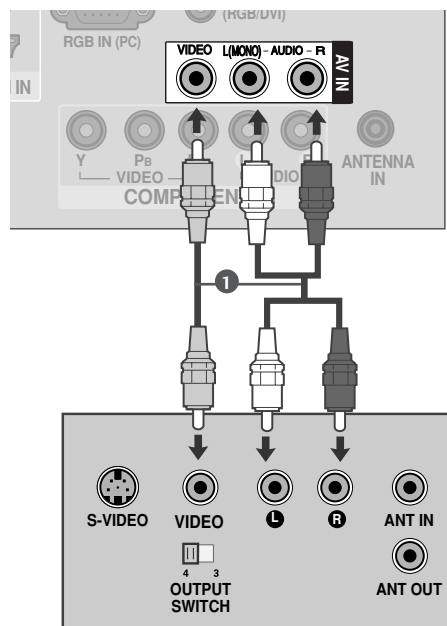 (RGB/DVI)
RGB IN (PC)
IN
VIDEO L(MONO) - AUDIO - R
AV IN
Y PB
VIDEO
ANTENNA IN
1
S-VIDEO
VIDEO
L
R
ANT IN
4 3
OUTPUT SWITCH
ANT OUT